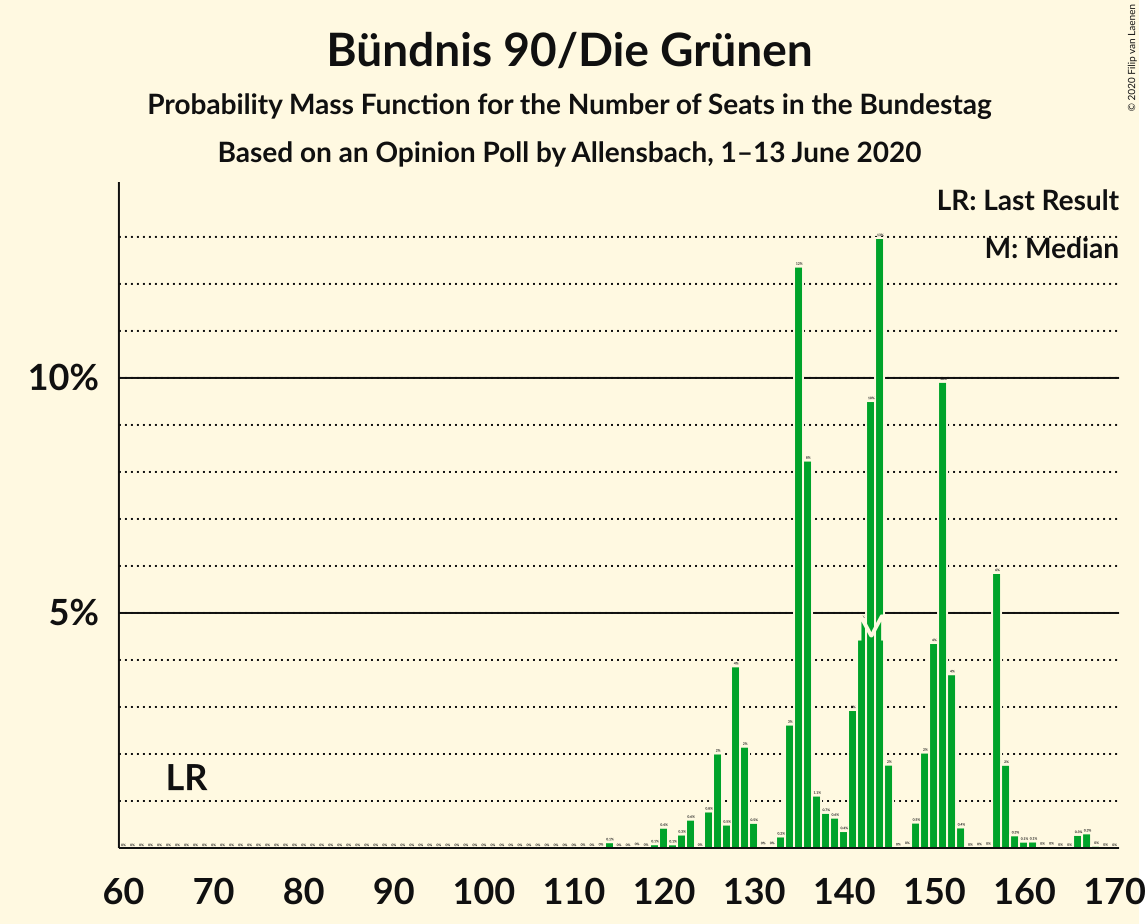 Bündnis 90/Die Grünen
Probability Mass Function for the Number of Seats in the Bundestag
Based on an Opinion Poll by Allensbach, 1–13 June 2020
© 2020 Filip van Laenen
LR: Last Result
M: Median
10%
5%
LR
M
60 70 80 90 100 110 120 130 140 150 160 170